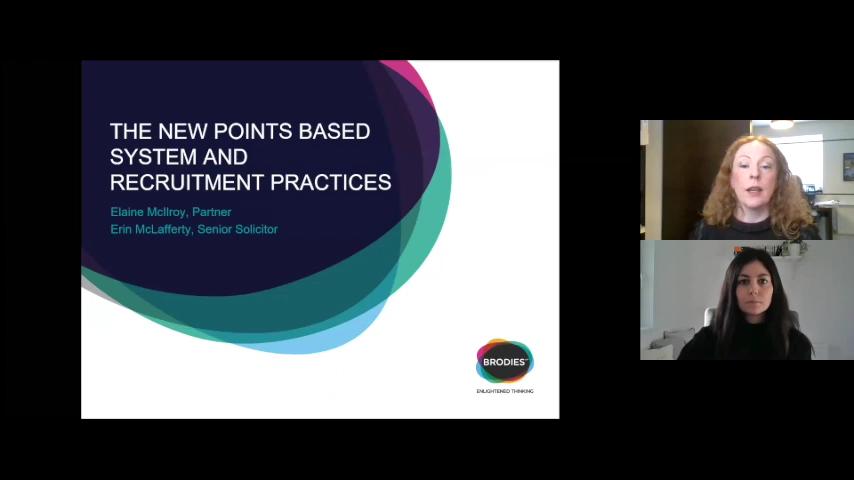 THE NEW POINTS BASED
SYSTEM AND
RECRUITMENT PRACTICES
Elaine McIlroy, Partner
Erin McLafferty, Senior Solicitor
BRODIES
ENLIGHTENED THINKING